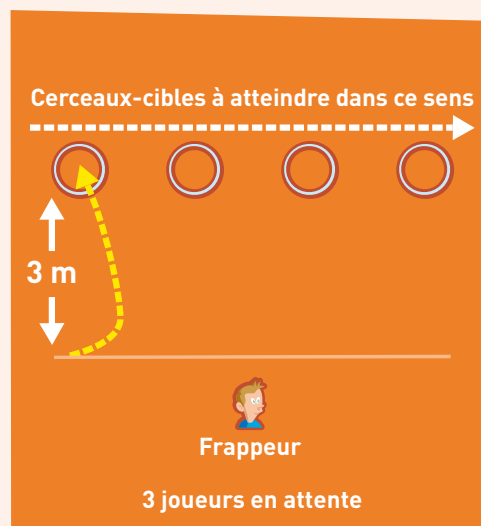 Cerceaux-cibles à atteindre dans ce sens
3 m
Frappeur
3 joueurs en attente